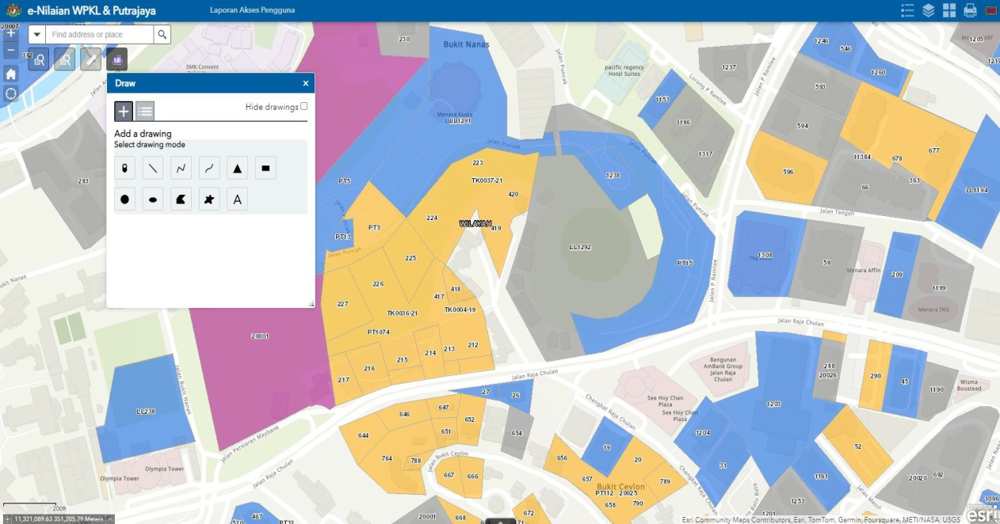 e-Nilaian WPKL & Putrajaya
Laporan Akses Pengguna
20007
Find address or place
162
Draw
x
Hide drawings
Add a drawing
Select drawing mode
A
SMK Convent
Bukit Nanas
230
Bukit Nanas
Menara Kuala
LL1291
Jalan Puncak
Jalan Puncak
pacific regency
Hotel Suites
1237
Lorong P Ramlee
Jalan P Ramlee
1246
546
1260
1205
593
1153
1186
1317
594
596
11384
678
677
363
66
LL1194
283
PT5
PT13
Jalan Puncak
PT3
223
TK0037-21
420
224
WILAYAH
419
225
226
227
417
418
TK0004-19
TK0036-21
PT1074
212
213
214
215
216
217
1238
Jalan Puncak
Jalan Puncak
LL1292
PT15
Jalan P Ramlee
Jalan Tengah
1308
59
Menara Affin
209
1199
Menara ING
20001
Bukit Nanas
Jalan Bukit Nanas
LL238
Olympia Tower
Olympia Tower
Jalan Persiaran Maybank
Jalan Raja Chulan
Jalan Raja Chulan
Jalan Raja Chulan
27
26
646
647
652
651
644
764
788
654
Jalan Bukit Ceylon
667
666
656
19
20
657
Bukit Ceylon
PT112
20025
789
658
790
Changkat Raja Chulan
Changkat Raja Chulan
See Hoy Chan
Plaza
See Hoy Chan
Plaza
Bangunan
AmBank Group
Jalan Raja
Chulan
1203
1204
31
1161
1253
1201
288
20026
290
45
1190
Wisma
Boustead
52
Jalan Mesui
20020
692
1096
467
570
PT32
20001
668
672
200ft
11,321,089.63 351,205.79 Meters
Esri Community Maps Contributors, Esri, TomTom, Garmin, Foursquare, METI/NASA, USGS
esri